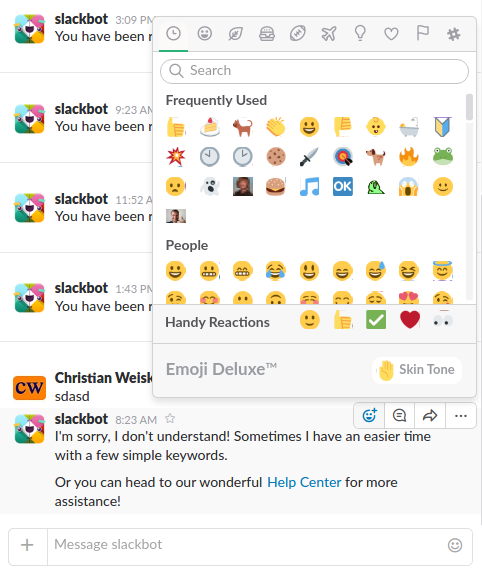 slackbot 3:09 PM
You have been
Search
Frequently Used
slackbot 9:23 AM
You have been
OK
slackbot 11:52 A
You have been
People
slackbot 1:43 PM
You have been
Handy Reactions
Emoji Deluxe™
Skin Tone
CW
Christian Weisk
sdasd
slackbot 8:23 AM
I'm sorry, I don't understand! Sometimes I have an easier time
with a few simple keywords.
Or you can head to our wonderful Help Center for more
assistance!
Message slackbot